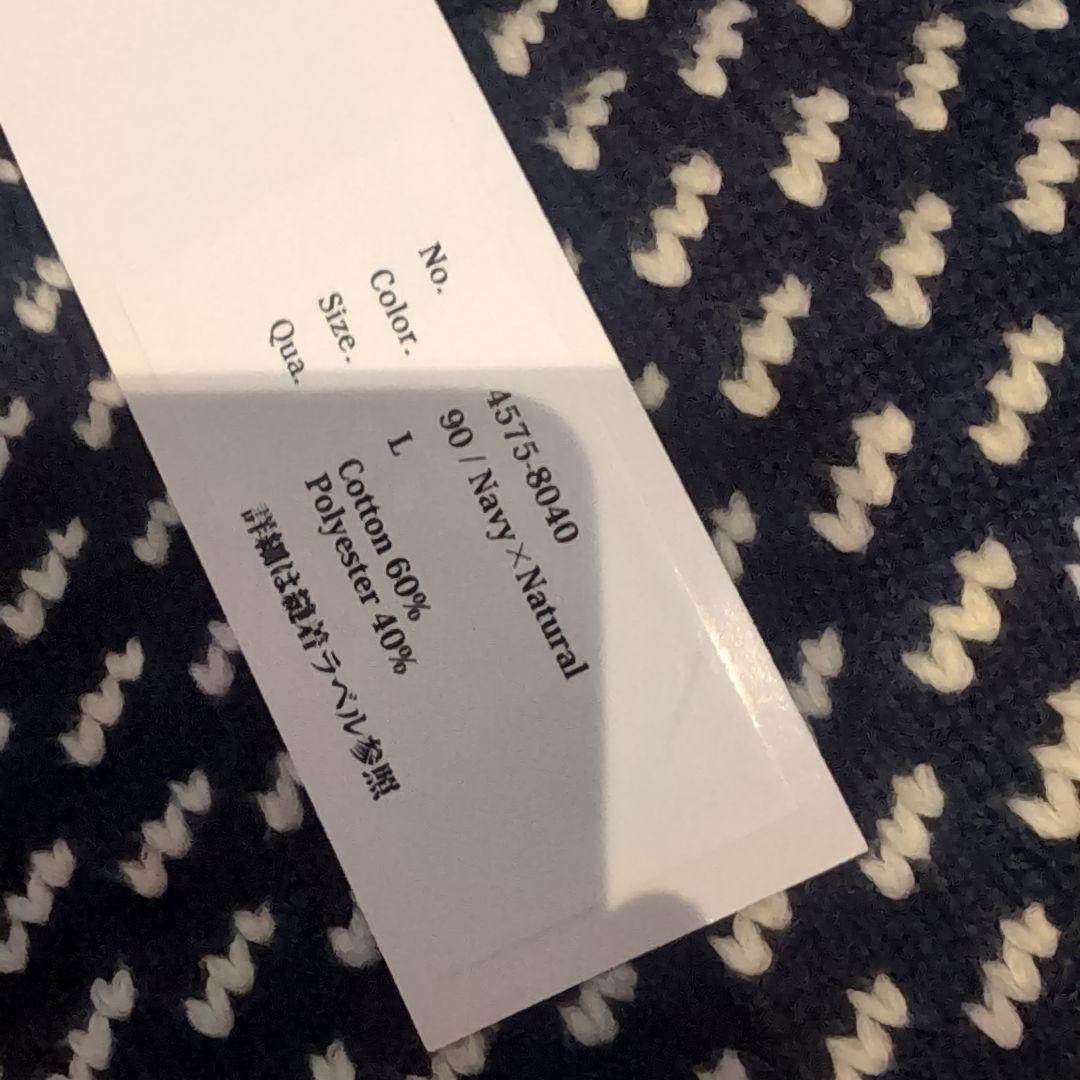 No. 4575-8040
Color. 90 / Navy×Natural
Size. L
Qua. Cotton 60%
Polyester 40%
詳細は縫着ラベル参照